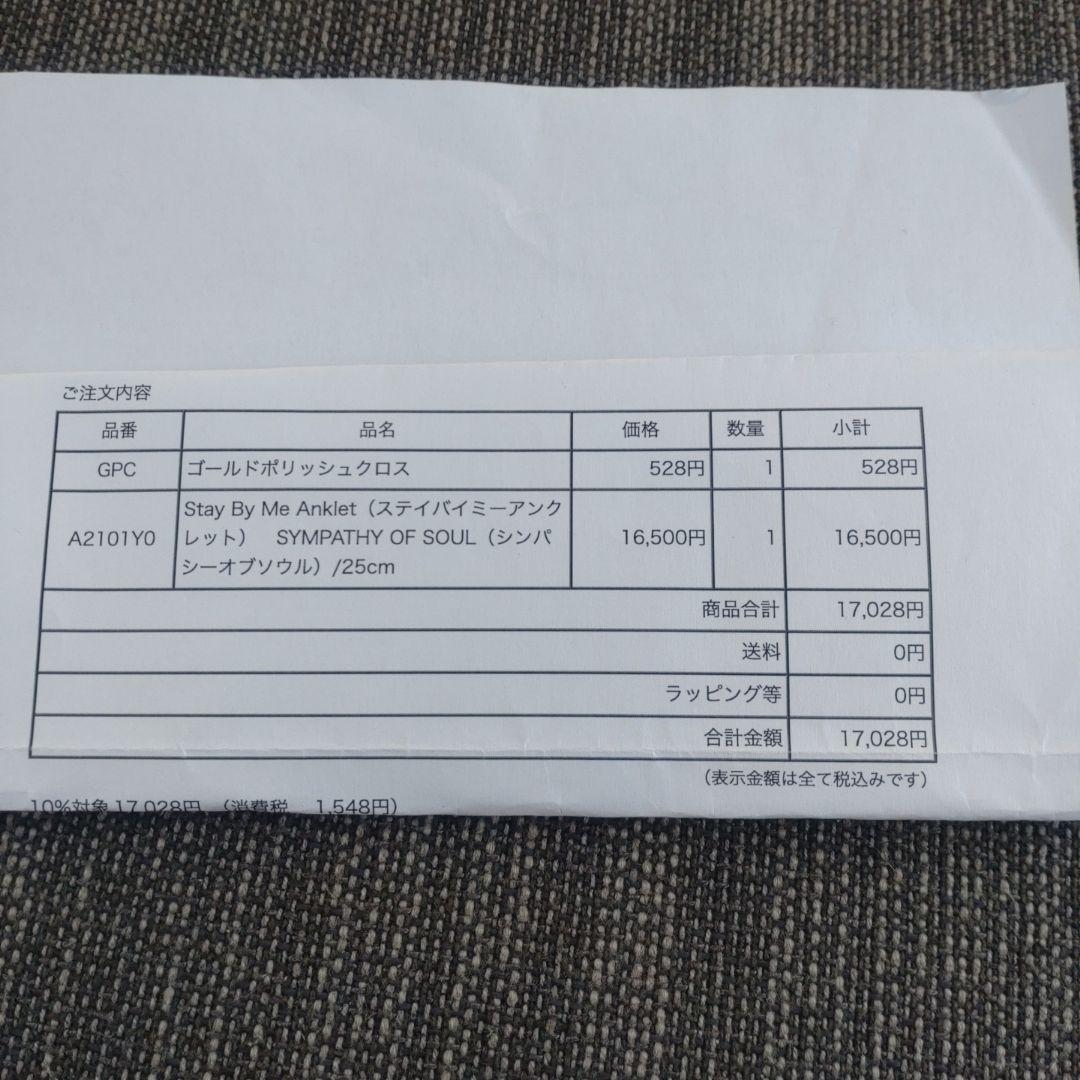 ご注文内容
品番 品名 価格 数量 小計
GPC ゴールドポリッシュクロス 528円 1 528円
Stay By Me Anklet（ステイバイミーアンク
A2101Y0 レット） SYMPATHY OF SOUL（シンパ 16,500円 1 16,500円
シーオブソウル）/25cm
商品合計 17,028円
送料 0円
ラッピング等 0円
合計金額 17,028円
（表示金額は全て税込みです）
10%対象 17,028円 （消費税 1,548円）